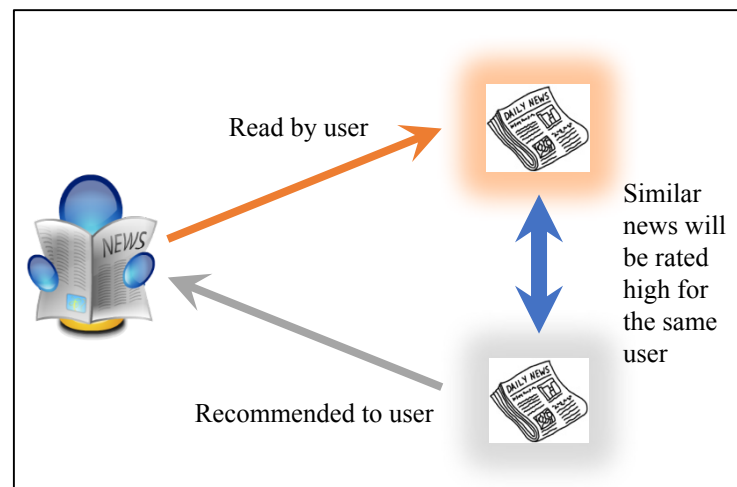 DAILY NEWS
Read by user
NEWS
Similar
news will
be rated
high for
the same
user
DAILY NEWS
Recommended to user